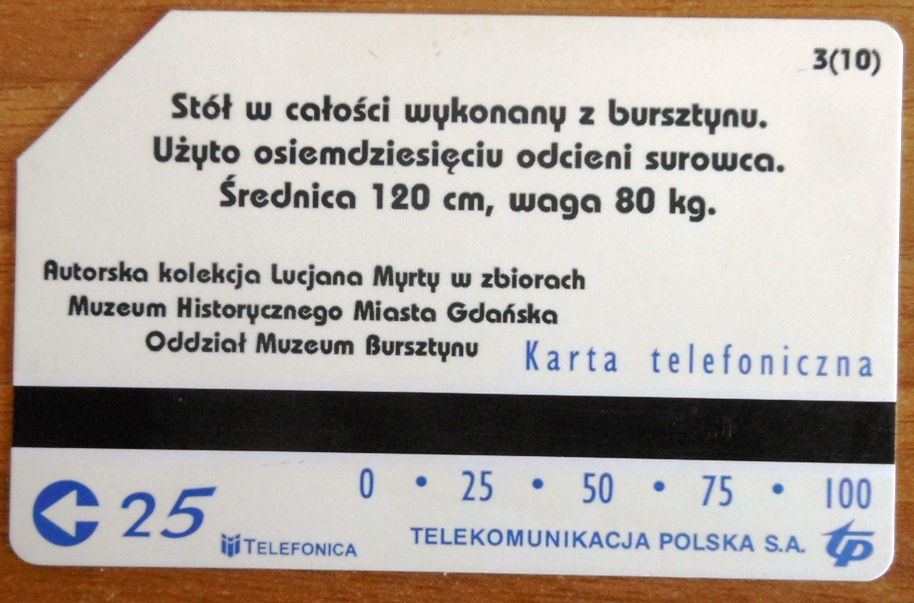 3(10)
Stół w całości wykonany z bursztynu.
Użyto osiemdziesięciu odcieni surowca.
Średnica 120 cm, waga 80 kg.
Autorska kolekcja Lucjana Myrty w zbiorach
Muzeum Historycznego Miasta Gdańska
Oddział Muzeum Bursztynu
Karta telefoniczna
0 • 25 • 50 • 75 • 100
25
TELEFONICA
TELEKOMUNIKACJA POLSKA S.A. tp